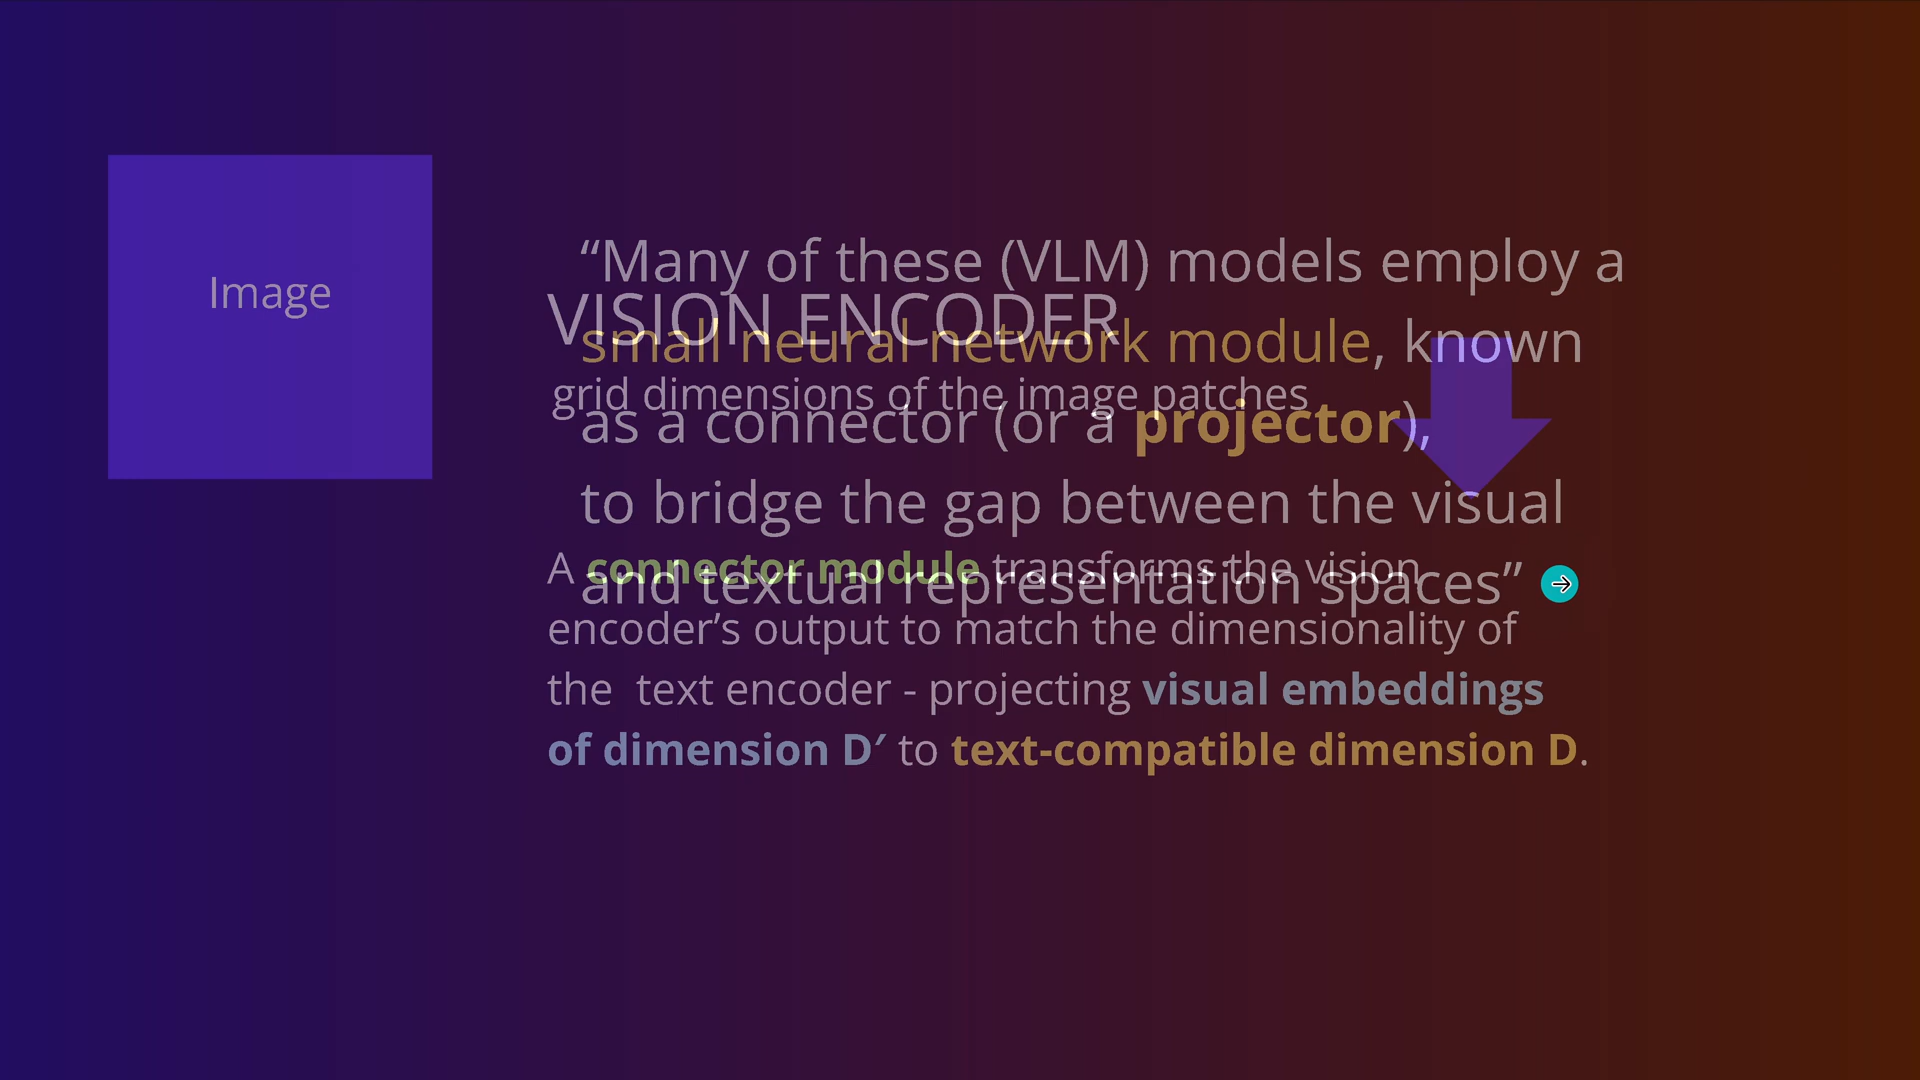 Image
“Many of these (VLM) models employ a
small neural network module, known
as a connector (or a projector),
to bridge the gap between the visual
and textual representation spaces”
VISION ENCODER
grid dimensions of the image patches
A connector module transforms the vision
encoder’s output to match the dimensionality of
the  text encoder - projecting visual embeddings
of dimension D′ to text-compatible dimension D.